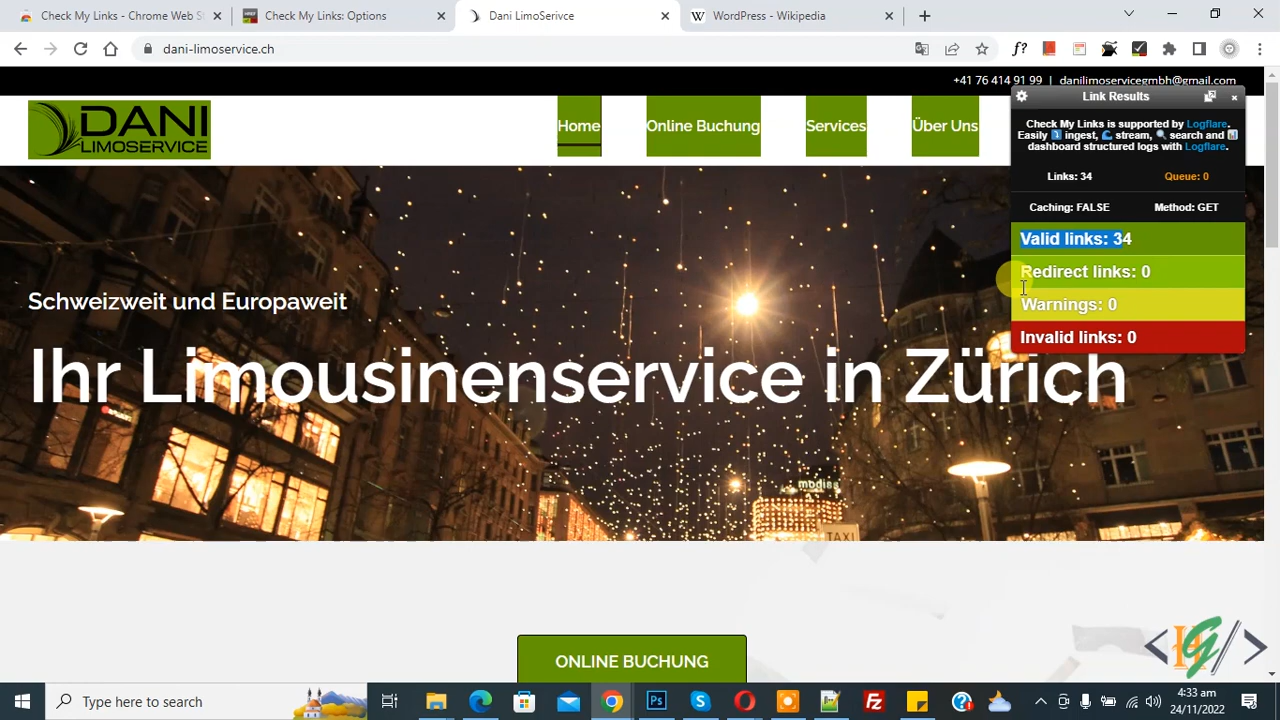 Check My Links - Chrome Web S
Check My Links: Options
Dani LimoSerivce
WordPress - Wikipedia
dani-limoservice.ch
+41 76 414 91 99 | danilimoservicegmbh@gmail.com
DANI
LIMOSERVICE
Home
Online Buchung
Services
Über Uns
Link Results
Check My Links is supported by Logflare.
Easily ingest, stream, search and
dashboard structured logs with Logflare.
Links: 34
Queue: 0
Caching: FALSE
Method: GET
Valid links: 34
Redirect links: 0
Warnings: 0
Invalid links: 0
Schweizweit und Europaweit
Ihr Limousinenservice in Zürich
modissa
TAXI
ONLINE BUCHUNG
Type here to search
4:33 am
24/11/2022